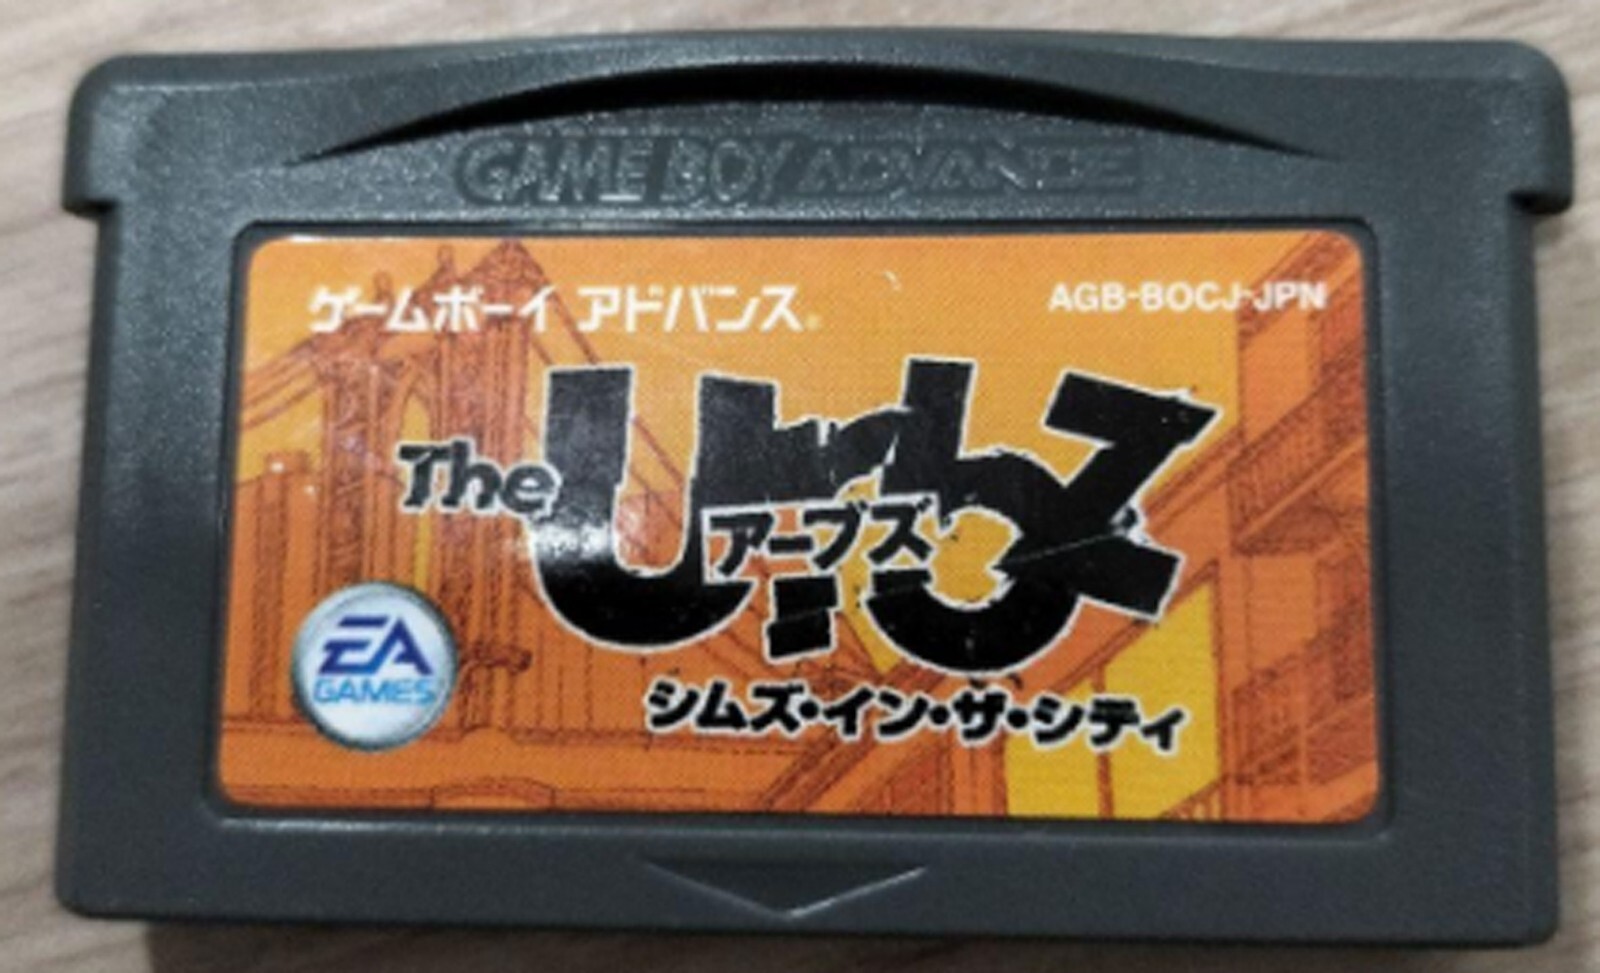 GAME BOY ADVANCE
ゲームボーイ アドバンス
AGB-BOCJ-JPN
The Urbz
アーブズ
シムズ・イン・ザ・シティ
EA
GAMES